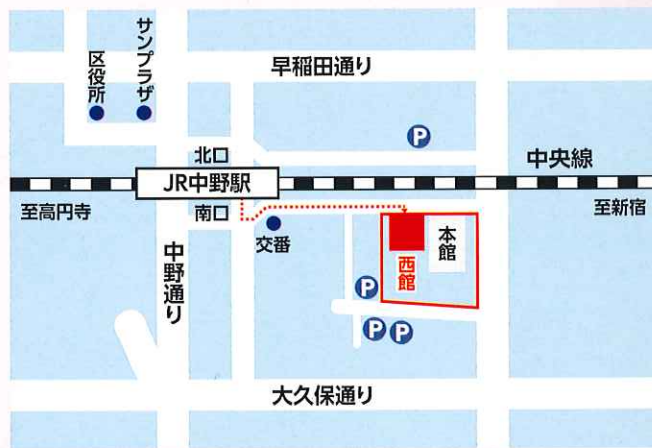 サンプラザ
区役所
早稲田通り
P
北口
中央線
JR中野駅
至高円寺
南口
至新宿
交番
本館
西館
中野通り
P
P
P
大久保通り